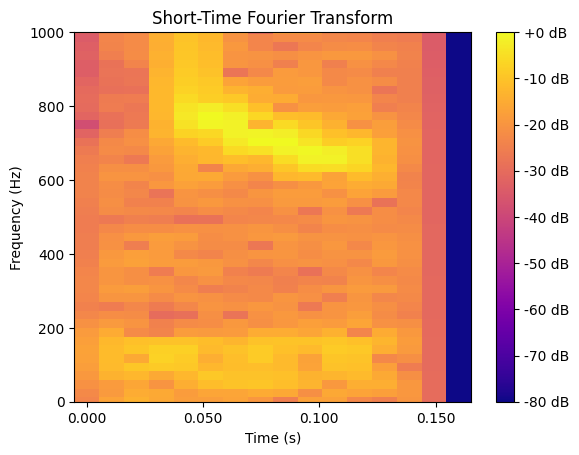 Short-Time Fourier Transform
1000
800
600
400
200
0
Frequency (Hz)
0.000
0.050
0.100
0.150
Time (s)
+0 dB
-10 dB
-20 dB
-30 dB
-40 dB
-50 dB
-60 dB
-70 dB
-80 dB